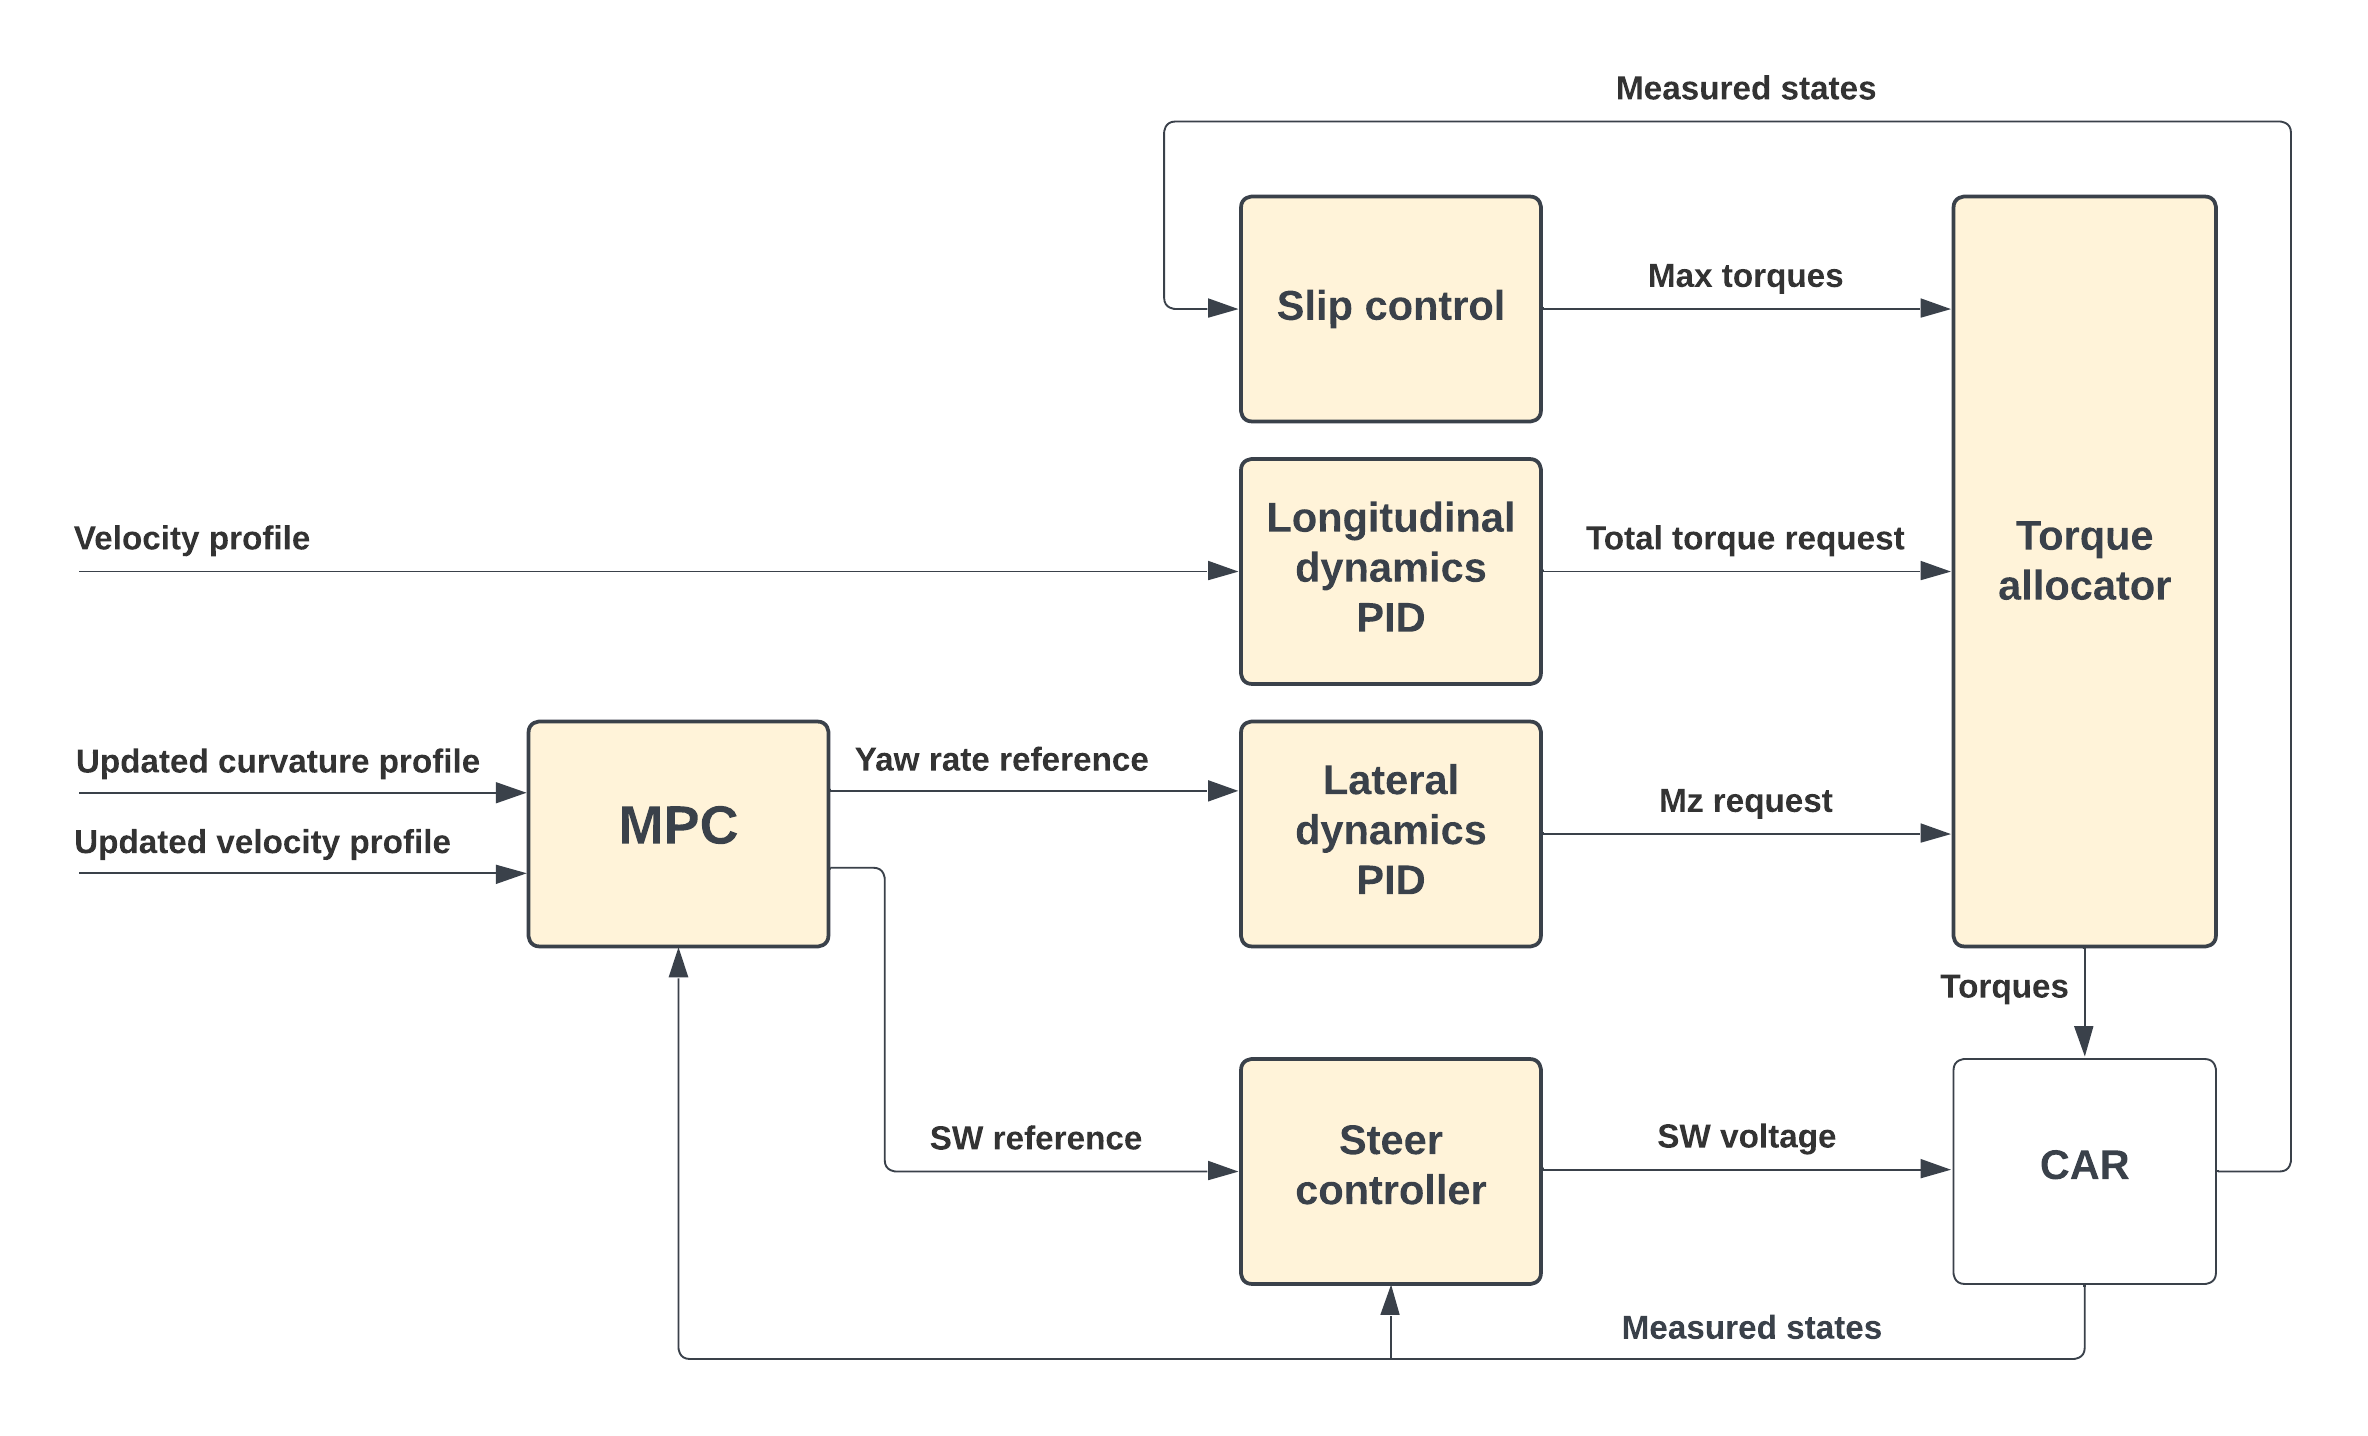 Measured states
Slip control
Max torques
Velocity profile
Longitudinal
dynamics
PID
Total torque request
Torque
allocator
Updated curvature profile
Updated velocity profile
MPC
Yaw rate reference
Lateral
dynamics
PID
Mz request
Torques
SW reference
Steer
controller
SW voltage
CAR
Measured states